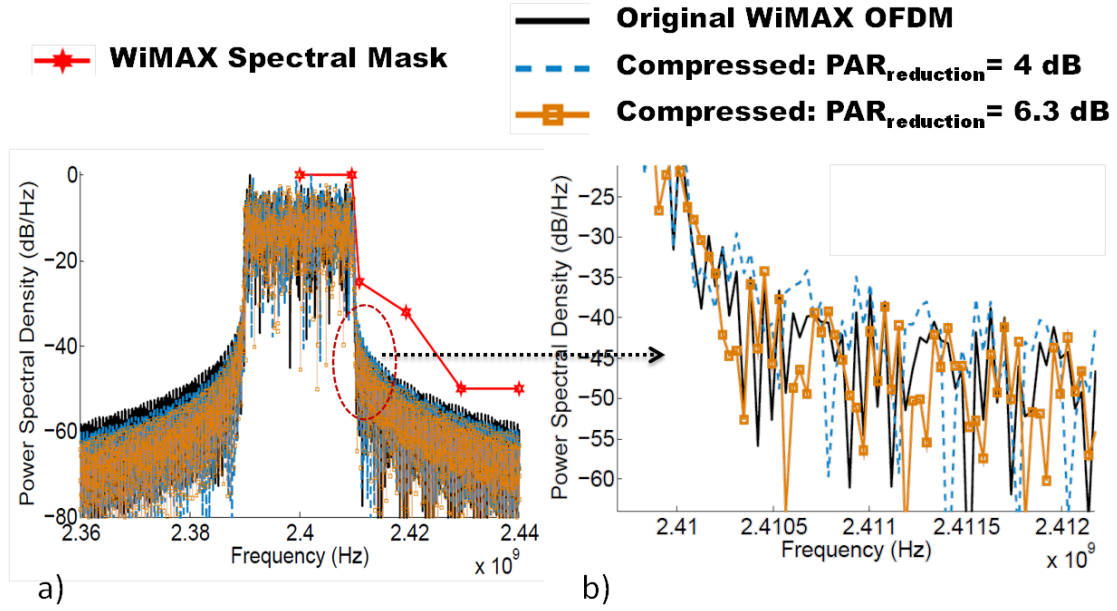 WiMAX Spectral Mask
Original WiMAX OFDM
Compressed: PARreduction= 4 dB
Compressed: PARreduction= 6.3 dB
Power Spectral Density (dB/Hz)
0
−20
−40
−60
−80
2.36
2.38
2.4
2.42
2.44
Frequency (Hz)
x 10^9
a)
Power Spectral Density (dB/Hz)
−25
−30
−35
−40
−45
−50
−55
−60
2.41
2.4105
2.411
2.4115
2.412
Frequency (Hz)
x 10^9
b)